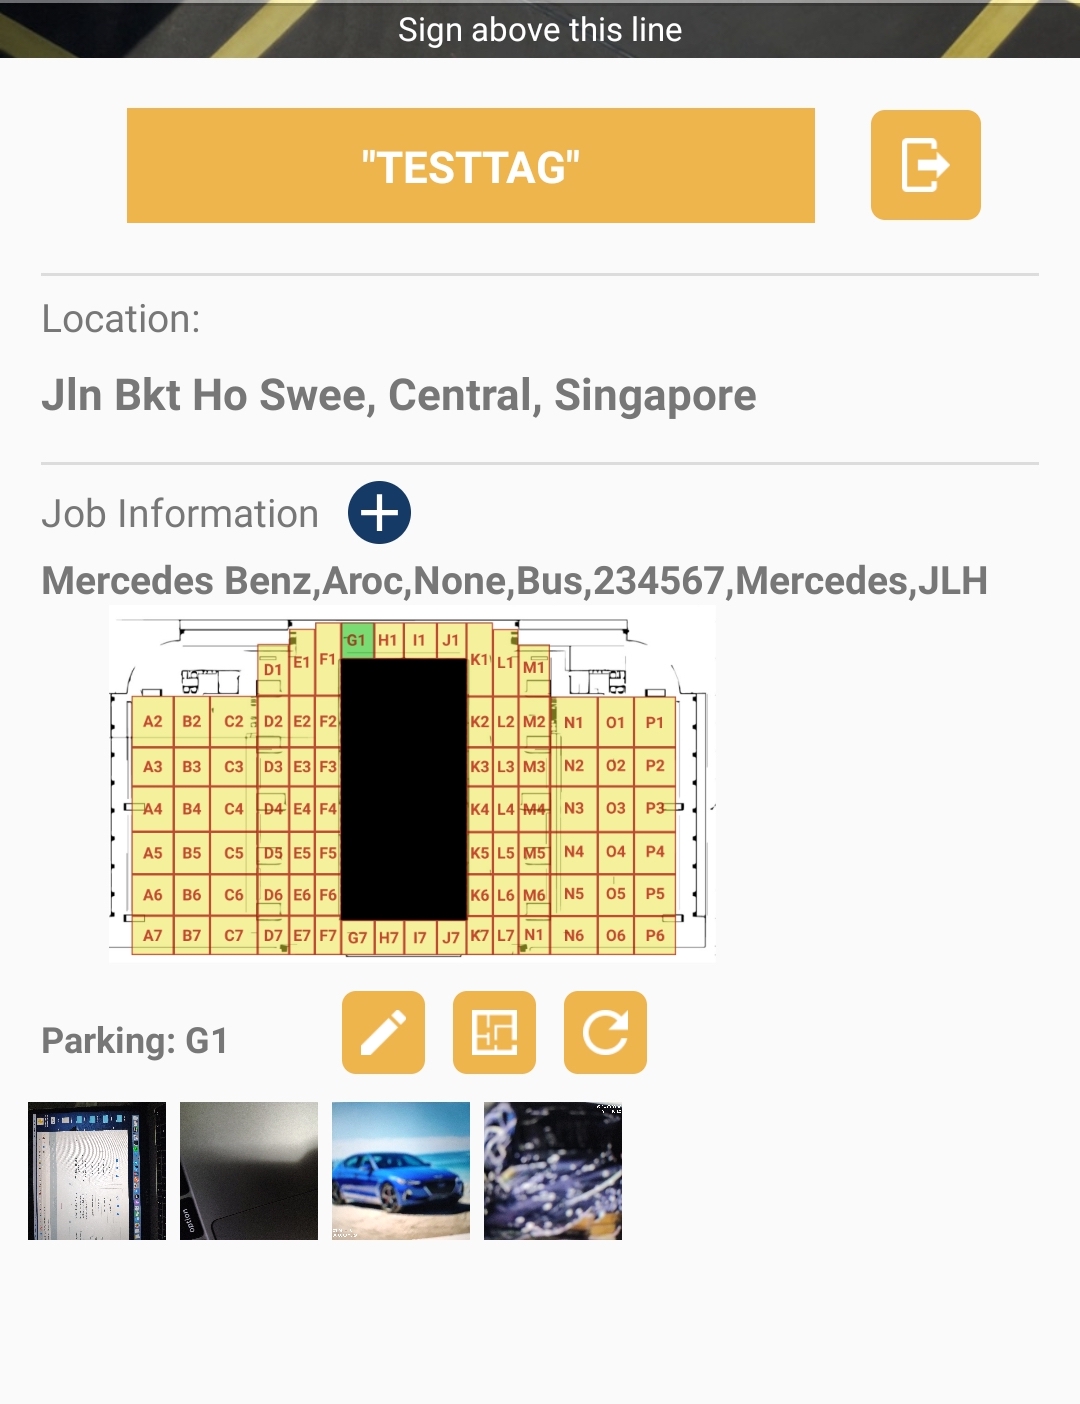 Sign above this line
"TESTTAG"
Location:
Jln Bkt Ho Swee, Central, Singapore
Job Information
Mercedes Benz,Aroc,None,Bus,234567,Mercedes,JLH
G1 H1 I1 J1
D1 E1 F1 K1 L1 M1
A2 B2 C2 D2 E2 F2 K2 L2 M2 N1 O1 P1
A3 B3 C3 D3 E3 F3 K3 L3 M3 N2 O2 P2
A4 B4 C4 D4 E4 F4 K4 L4 M4 N3 O3 P3
A5 B5 C5 D5 E5 F5 K5 L5 M5 N4 O4 P4
A6 B6 C6 D6 E6 F6 K6 L6 M6 N5 O5 P5
A7 B7 C7 D7 E7 F7 G7 H7 I7 J7 K7 L7 N1 N6 O6 P6
Parking: G1
option